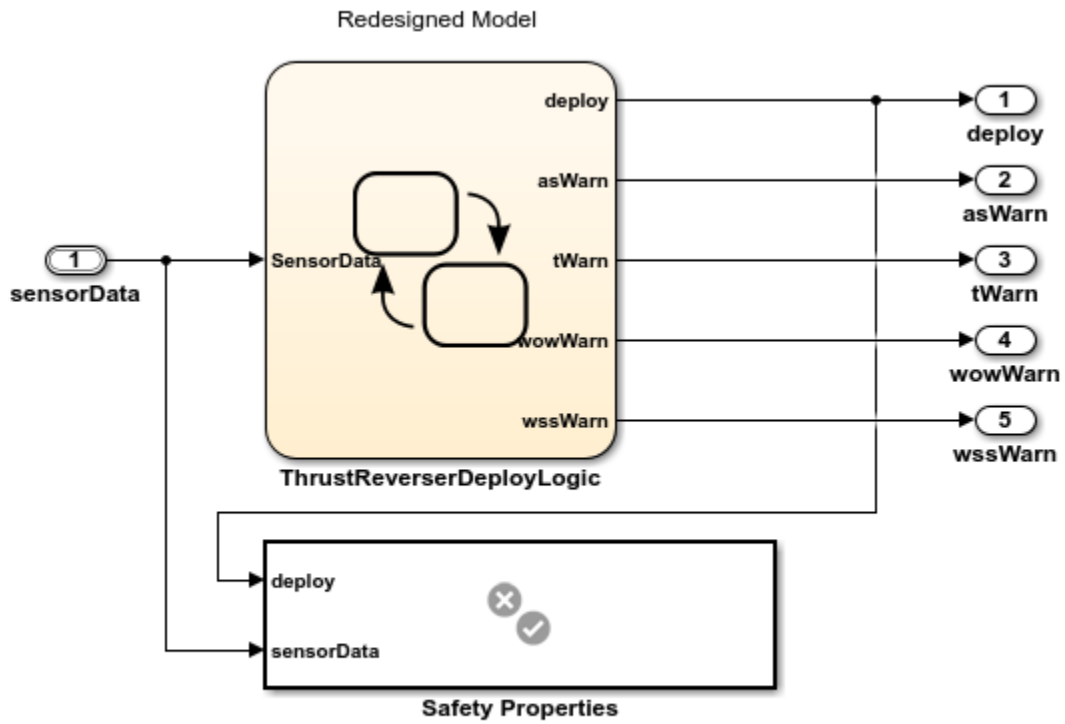 Redesigned Model
deploy
1
deploy
asWarn
2
asWarn
1
sensorData
SensorData
tWarn
3
tWarn
wowWarn
4
wowWarn
wssWarn
5
wssWarn
ThrustReverserDeployLogic
deploy
sensorData
Safety Properties